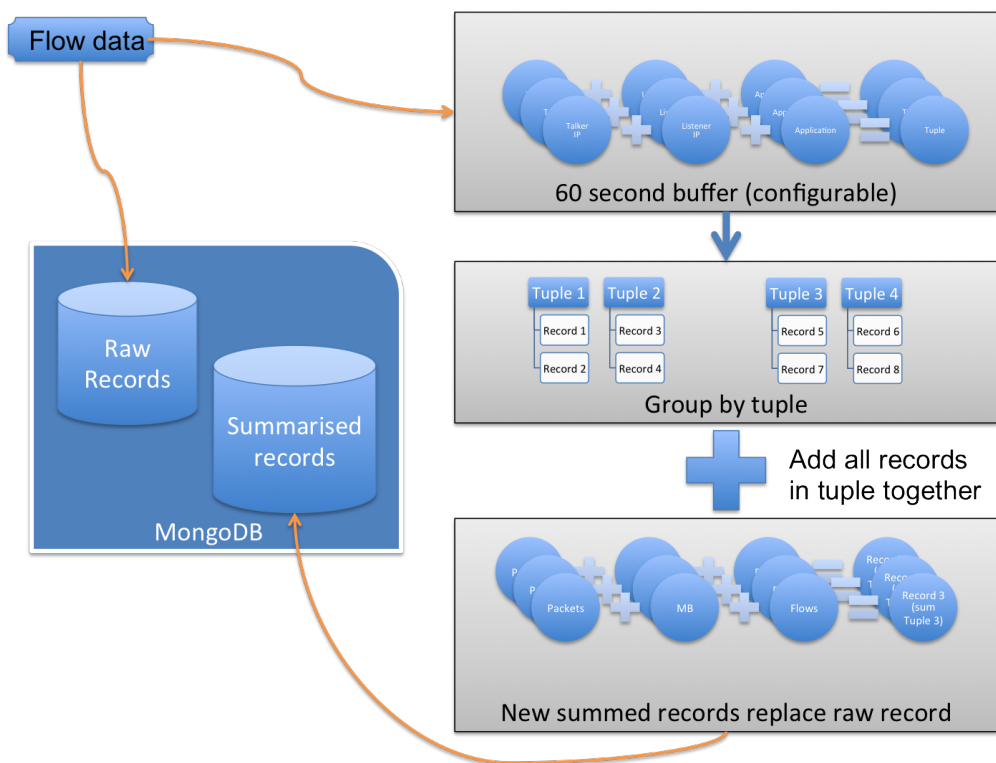 Flow data
Talker
IP
Listener
IP
Application
Tuple
60 second buffer (configurable)
Tuple 1
Tuple 2
Tuple 3
Tuple 4
Record 1
Record 3
Record 5
Record 6
Record 2
Record 4
Record 7
Record 8
Group by tuple
Add all records
in tuple together
Raw
Records
Summarised
records
MongoDB
Packets
MB
Flows
Record 3
(sum
Tuple 3)
New summed records replace raw record